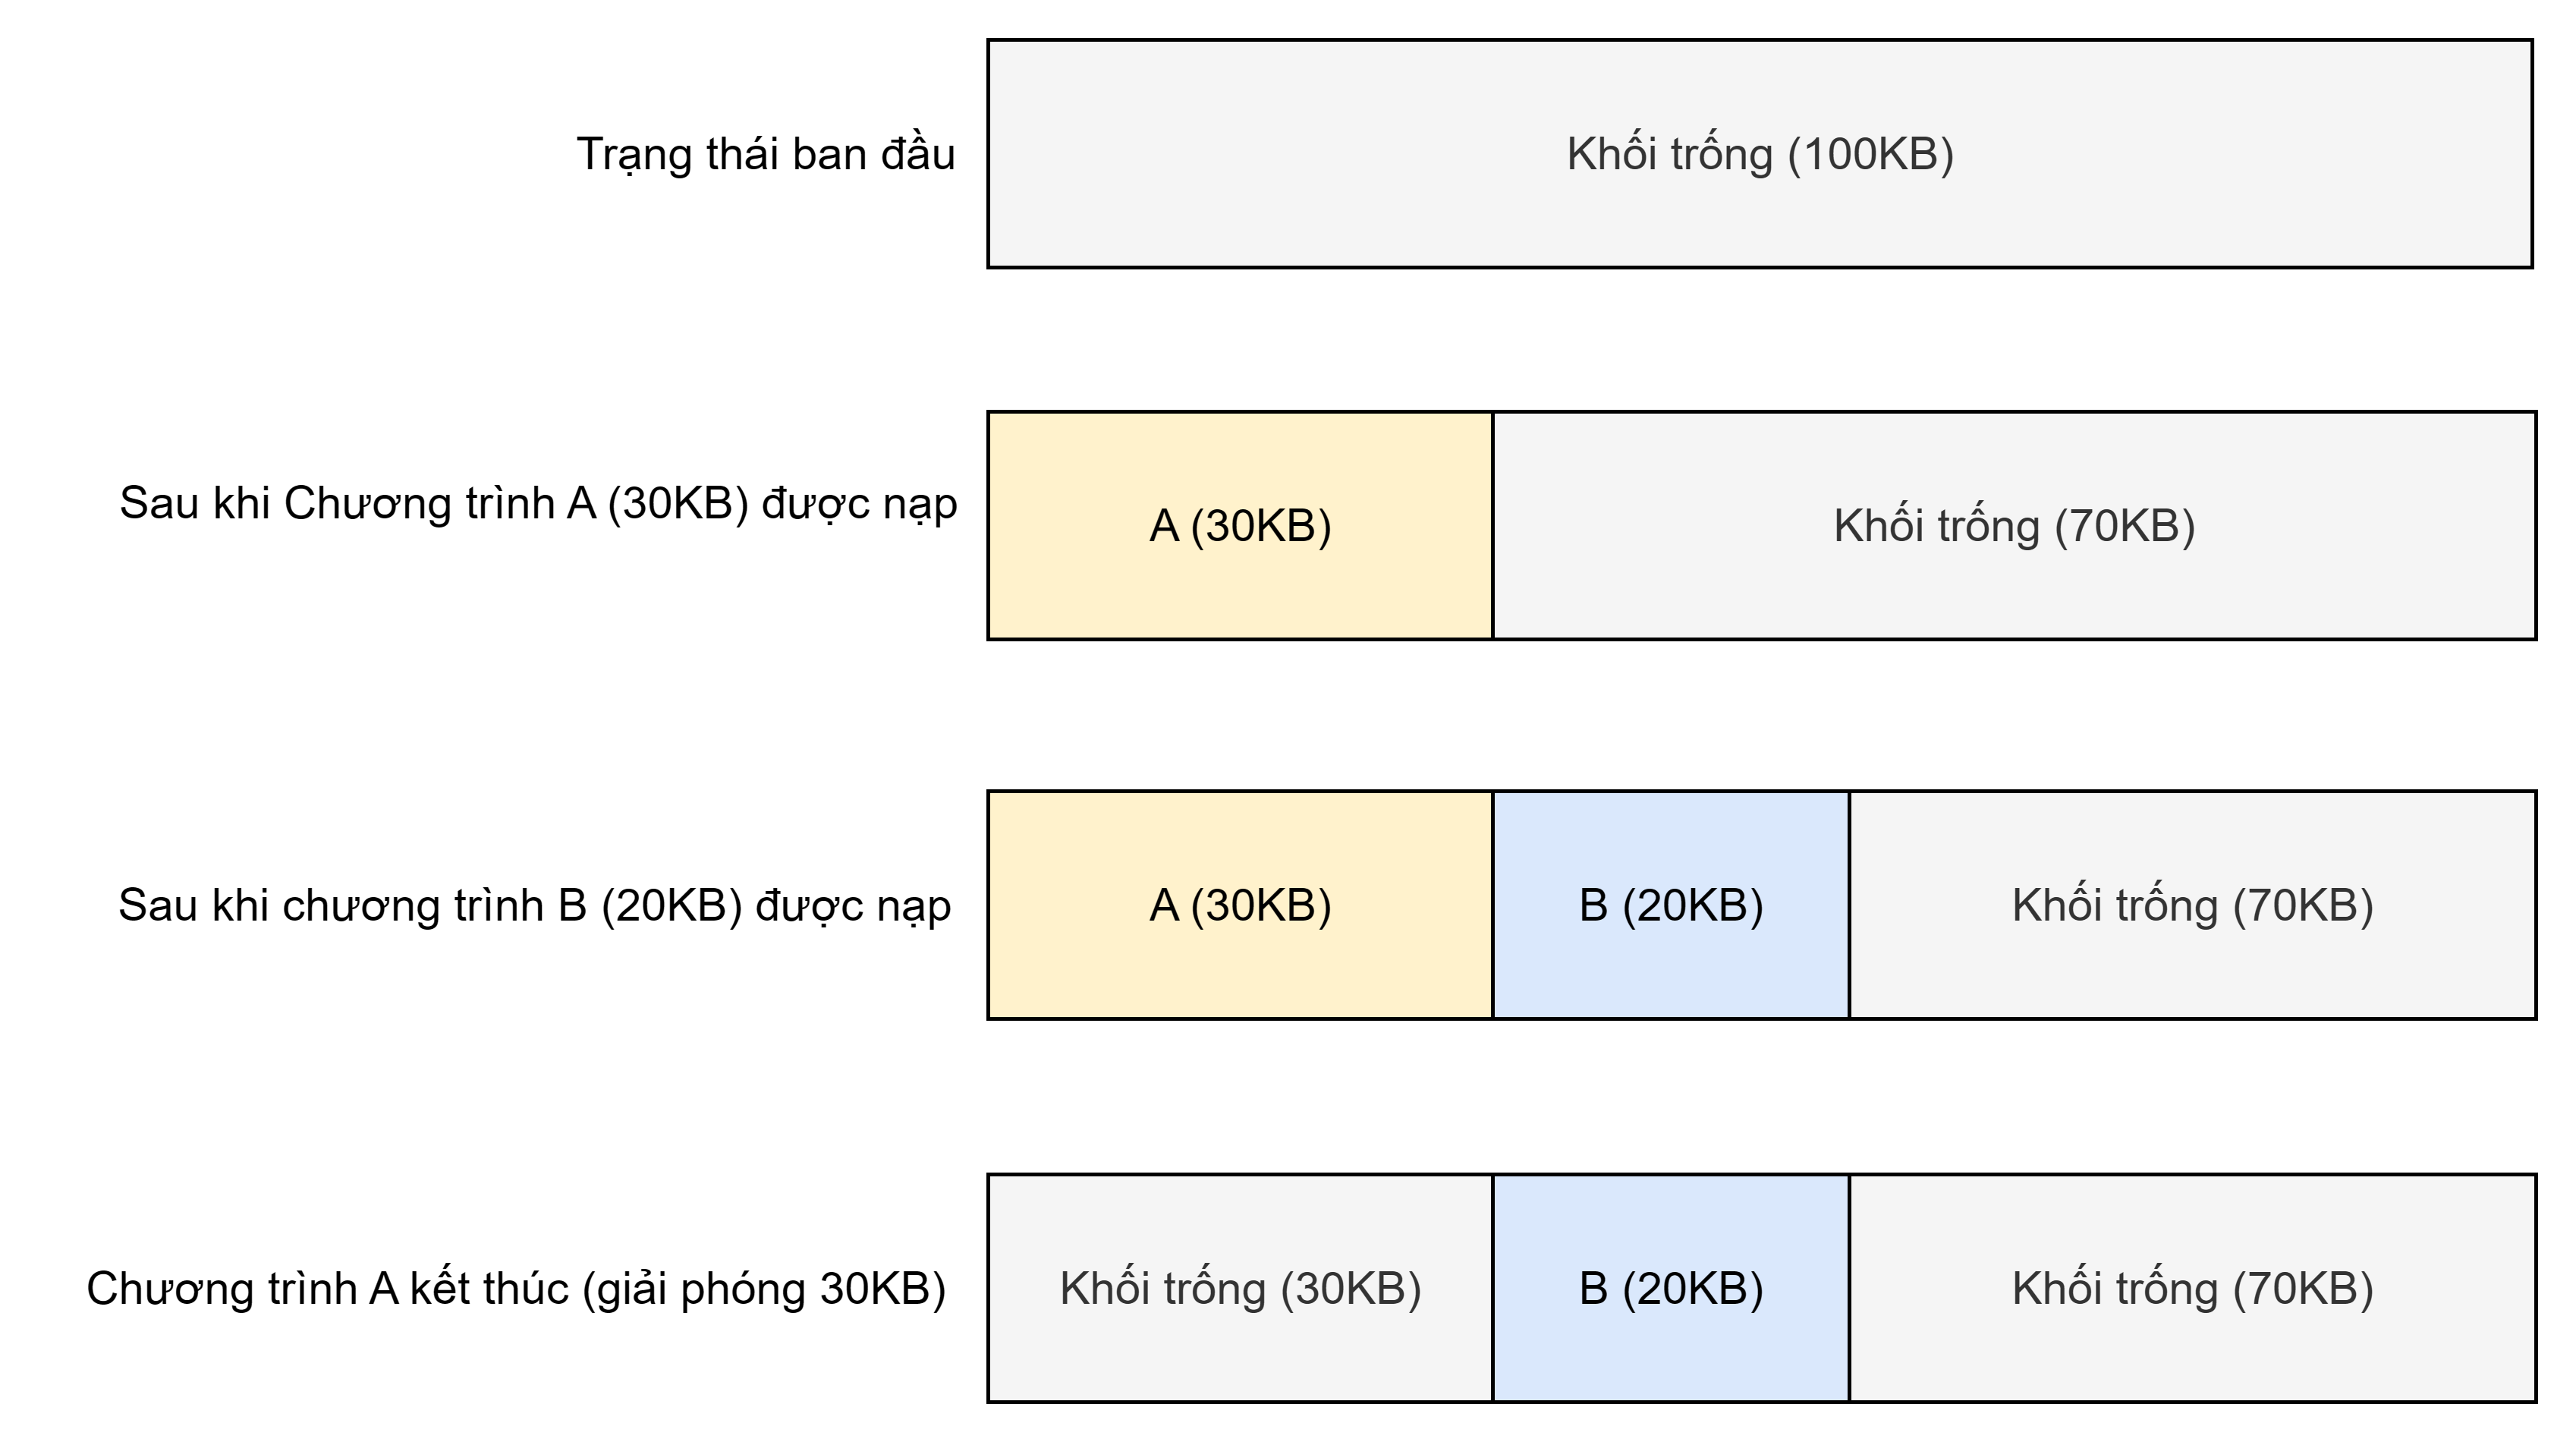 Trạng thái ban đầu
Khối trống (100KB)
Sau khi Chương trình A (30KB) được nạp
A (30KB)
Khối trống (70KB)
Sau khi chương trình B (20KB) được nạp
A (30KB)
B (20KB)
Khối trống (70KB)
Chương trình A kết thúc (giải phóng 30KB)
Khối trống (30KB)
B (20KB)
Khối trống (70KB)